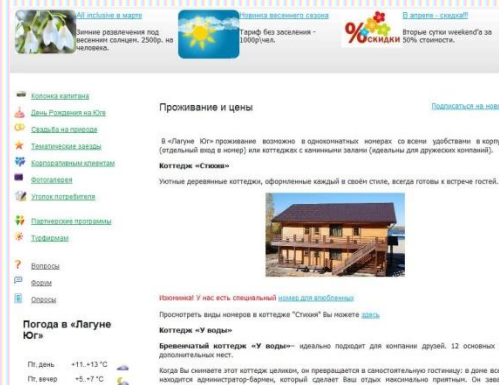 All inclusive в марте
Зимние развлечения под
весенним солнцем. 2500р. на
человека.
Новинка весеннего сезона
Тариф без заселения -
1000р\чел.
% скидки
В апреле - скидка!!!
Вторые сутки weekend'а за
50% стоимости.
Колонка капитана
День Рождения на Юге
Свадьба на природе
Тематические заезды
Корпоративным клиентам
Фотогалерея
Уголок потребителя
Партнерские программы
Турфирмам
Вопросы
Форум
Опросы
Погода в «Лагуне
Юг»
Пт, день +11..+13 °C
Пт, вечер +5..+7 °C
Проживание и цены
Подписаться на
В «Лагуне Юг» проживание возможно в однокомнатных номерах со всеми удобствами в
(отдельный вход в номер) или коттеджах с каминными залами (идеальны для дружеских компаний).
Коттедж «Стихия»
Уютные деревянные коттеджи, оформленные каждый в своём стиле, всегда готовы к встрече гостей.
Изюминка! У нас есть специальный номер для влюбленных
Просмотреть виды номеров в коттедже "Стихия" Вы можете здесь
Коттедж «У воды»
Бревенчатый коттедж «У воды»– идеально подходит для компании друзей. 12 основных
дополнительных мест.
Когда Вы снимаете этот коттедж целиком, он превращается в самостоятельную гостиницу: в доме
находится администратор-бармен, который сделает Ваш отдых максимально приятным.